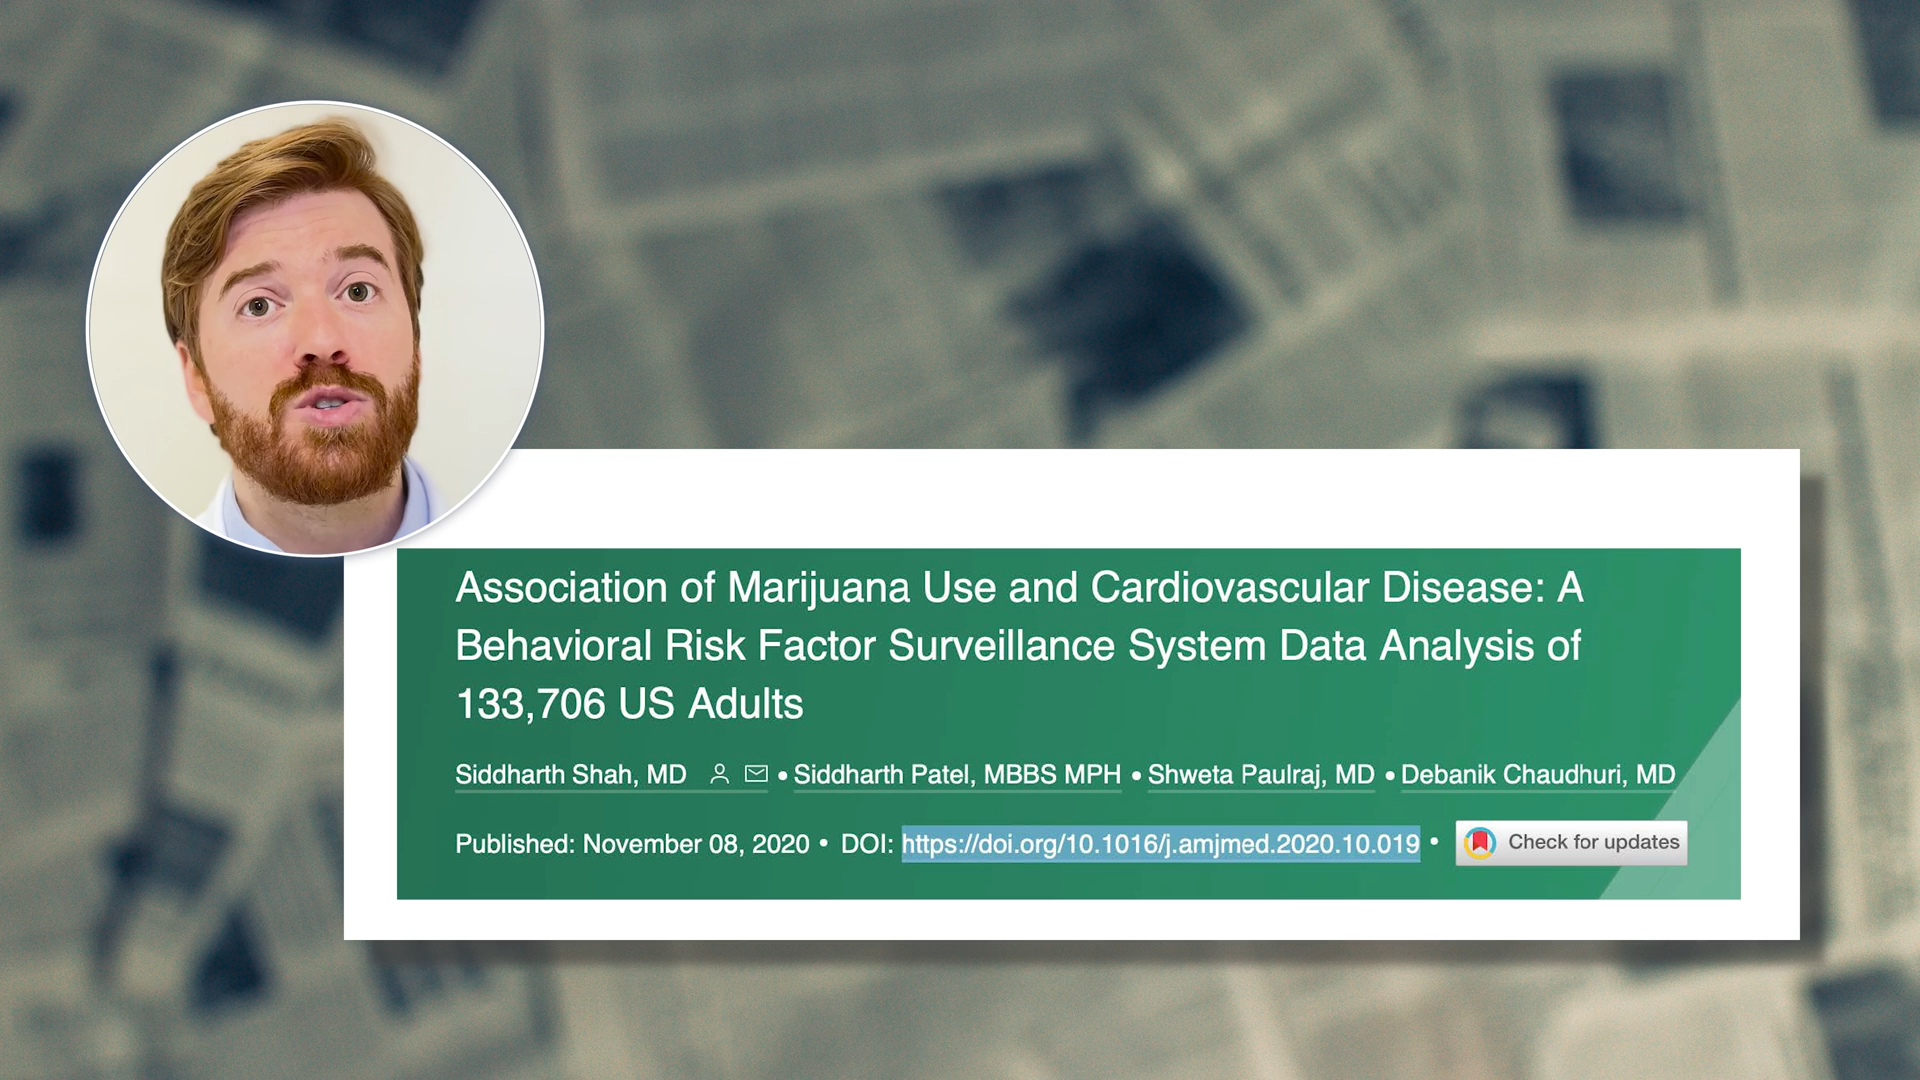 Association of Marijuana Use and Cardiovascular Disease: A
Behavioral Risk Factor Surveillance System Data Analysis of
133,706 US Adults
Siddharth Shah, MD • Siddharth Patel, MBBS MPH • Shweta Paulraj, MD • Debanik Chaudhuri, MD
Published: November 08, 2020 • DOI: https://doi.org/10.1016/j.amjmed.2020.10.019 • Check for updates